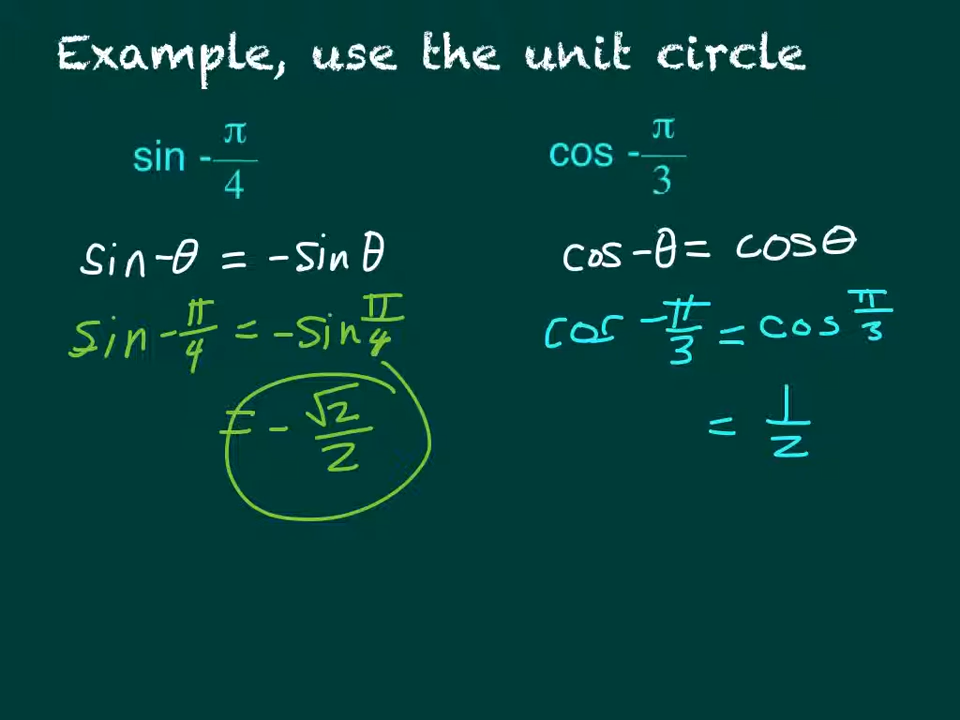 Example, use the unit circle
sin -π/4
cos -π/3
sin -θ = -sin θ
sin -π/4 = -sin π/4
= - √2/2
cos -θ = cos θ
cos -π/3 = cos π/3
= 1/2